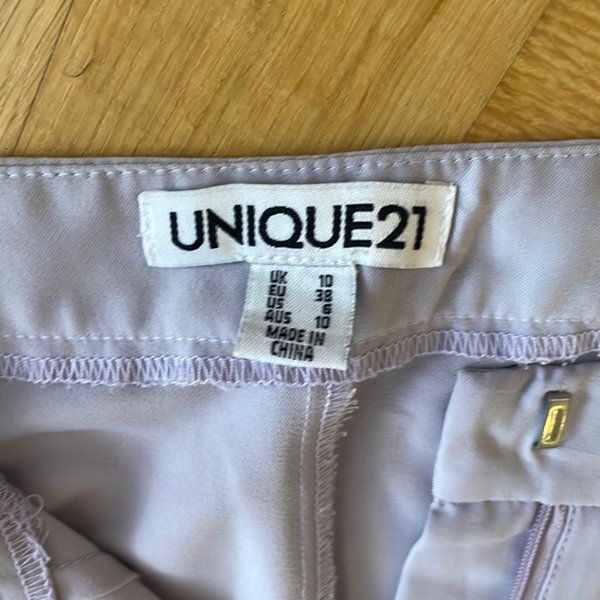 UNIQUE21
UK 10
EU 38
US 6
AUS 10
MADE IN
CHINA